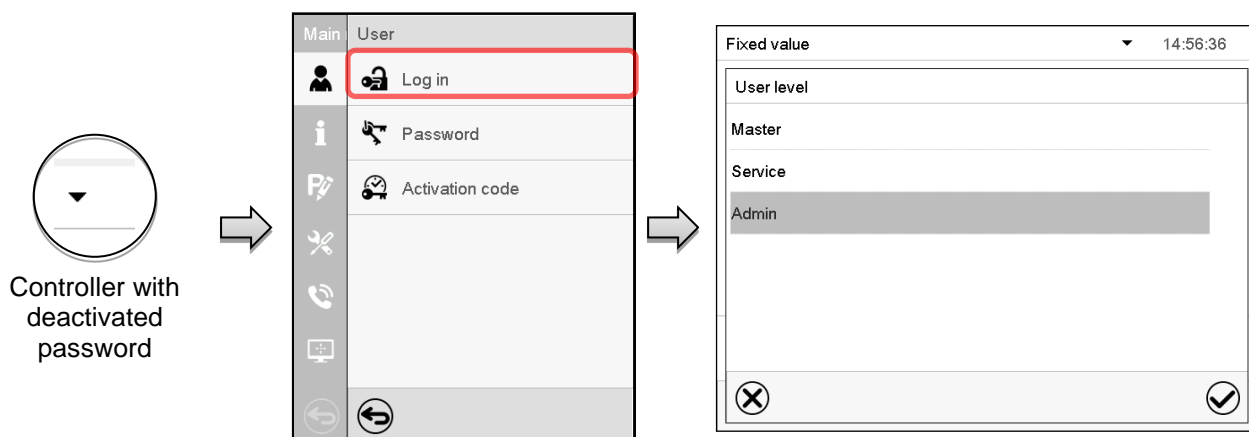 Controller with
deactivated
password
Main
User
Log in
Password
Activation code
Fixed value
14:56:36
User level
Master
Service
Admin